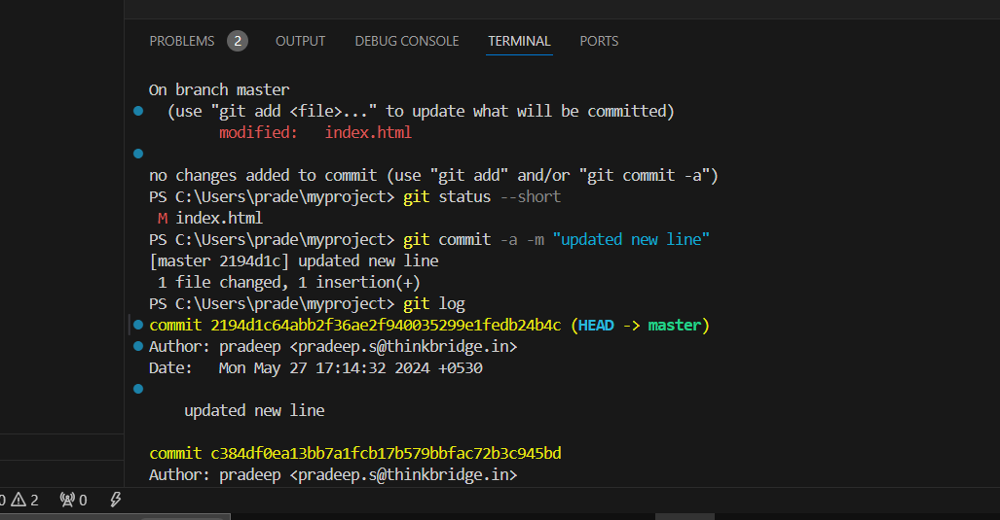 PROBLEMS 2 OUTPUT DEBUG CONSOLE TERMINAL PORTS
On branch master
(use "git add <file>..." to update what will be committed)
modified: index.html
no changes added to commit (use "git add" and/or "git commit -a")
PS C:\Users\prade\myproject> git status --short
M index.html
PS C:\Users\prade\myproject> git commit -a -m "updated new line"
[master 2194d1c] updated new line
1 file changed, 1 insertion(+)
PS C:\Users\prade\myproject> git log
commit 2194d1c64abb2f36ae2f940035299e1fedb24b4c (HEAD -> master)
Author: pradeep <pradeep.s@thinkbridge.in>
Date: Mon May 27 17:14:32 2024 +0530
updated new line
commit c384df0ea13bb7a1fcb17b579bbfac72b3c945bd
Author: pradeep <pradeep.s@thinkbridge.in>
0 2 0